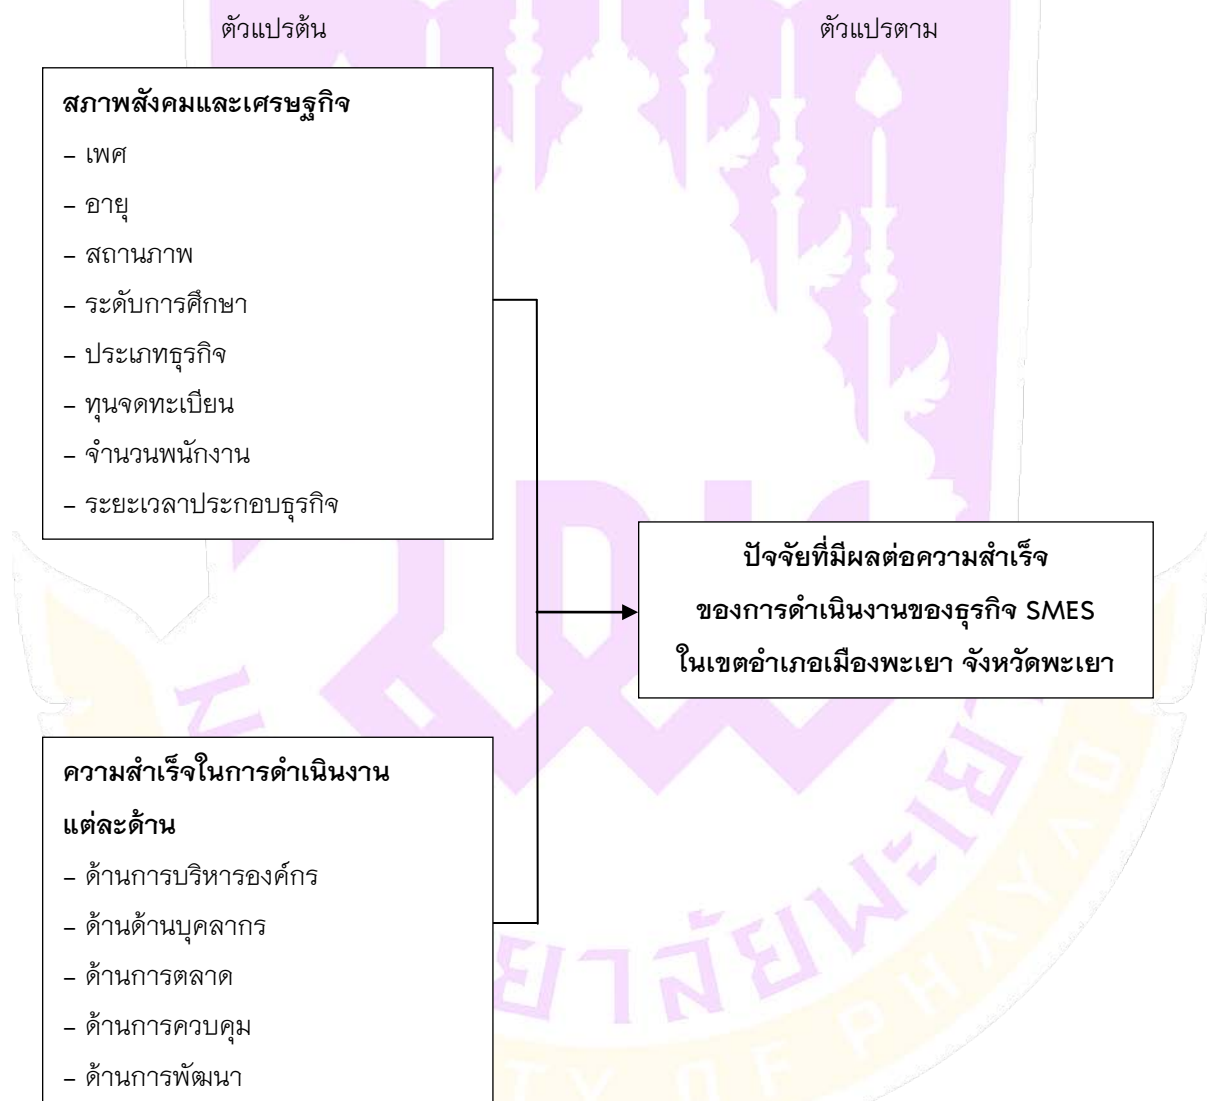 ตัวแปรต้น
ตัวแปรตาม
สภาพสังคมและเศรษฐกิจ
– เพศ
– อายุ
– สถานภาพ
– ระดับการศึกษา
– ประเภทธุรกิจ
– ทุนจดทะเบียน
– จำนวนพนักงาน
– ระยะเวลาประกอบธุรกิจ
ปัจจัยที่มีผลต่อความสำเร็จ
ของการดำเนินงานของธุรกิจ SMES
ในเขตอำเภอเมืองพะเยา จังหวัดพะเยา
ความสำเร็จในการดำเนินงาน
แต่ละด้าน
– ด้านการบริหารองค์กร
– ด้านด้านบุคลากร
– ด้านการตลาด
– ด้านการควบคุม
– ด้านการพัฒนา
ยาลัยพะเ
TY OF PHAYAO